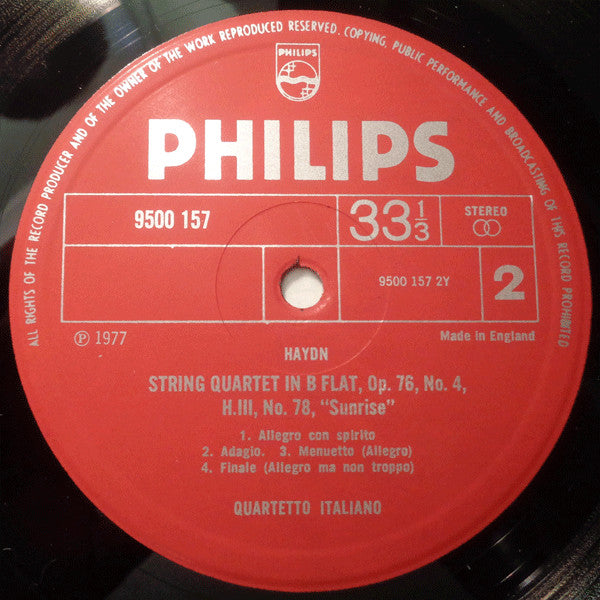 ALL RIGHTS OF THE RECORD PRODUCER AND OF THE OWNER OF THE WORK REPRODUCED RESERVED. COPYING, PUBLIC PERFORMANCE AND BROADCASTING OF THIS RECORD PROHIBITED
PHILIPS
PHILIPS
9500 157
33 1/3
STEREO
9500 157 2Y
2
℗ 1977
Made in England
HAYDN
STRING QUARTET IN B FLAT, Op. 76, No. 4,
H.III, No. 78, "Sunrise"
1. Allegro con spirito
2. Adagio. 3. Menuetto (Allegro)
4. Finale (Allegro ma non troppo)
QUARTETTO ITALIANO